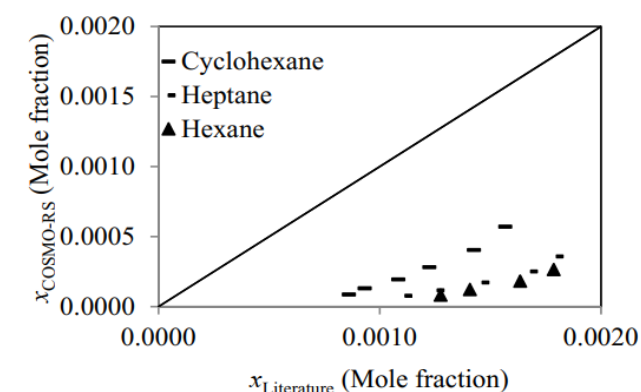 0.0020
0.0015
0.0010
0.0005
0.0000
xCOSMO-RS (Mole fraction)
Cyclohexane
Heptane
Hexane
0.0000 0.0010 0.0020
xLiterature (Mole fraction)